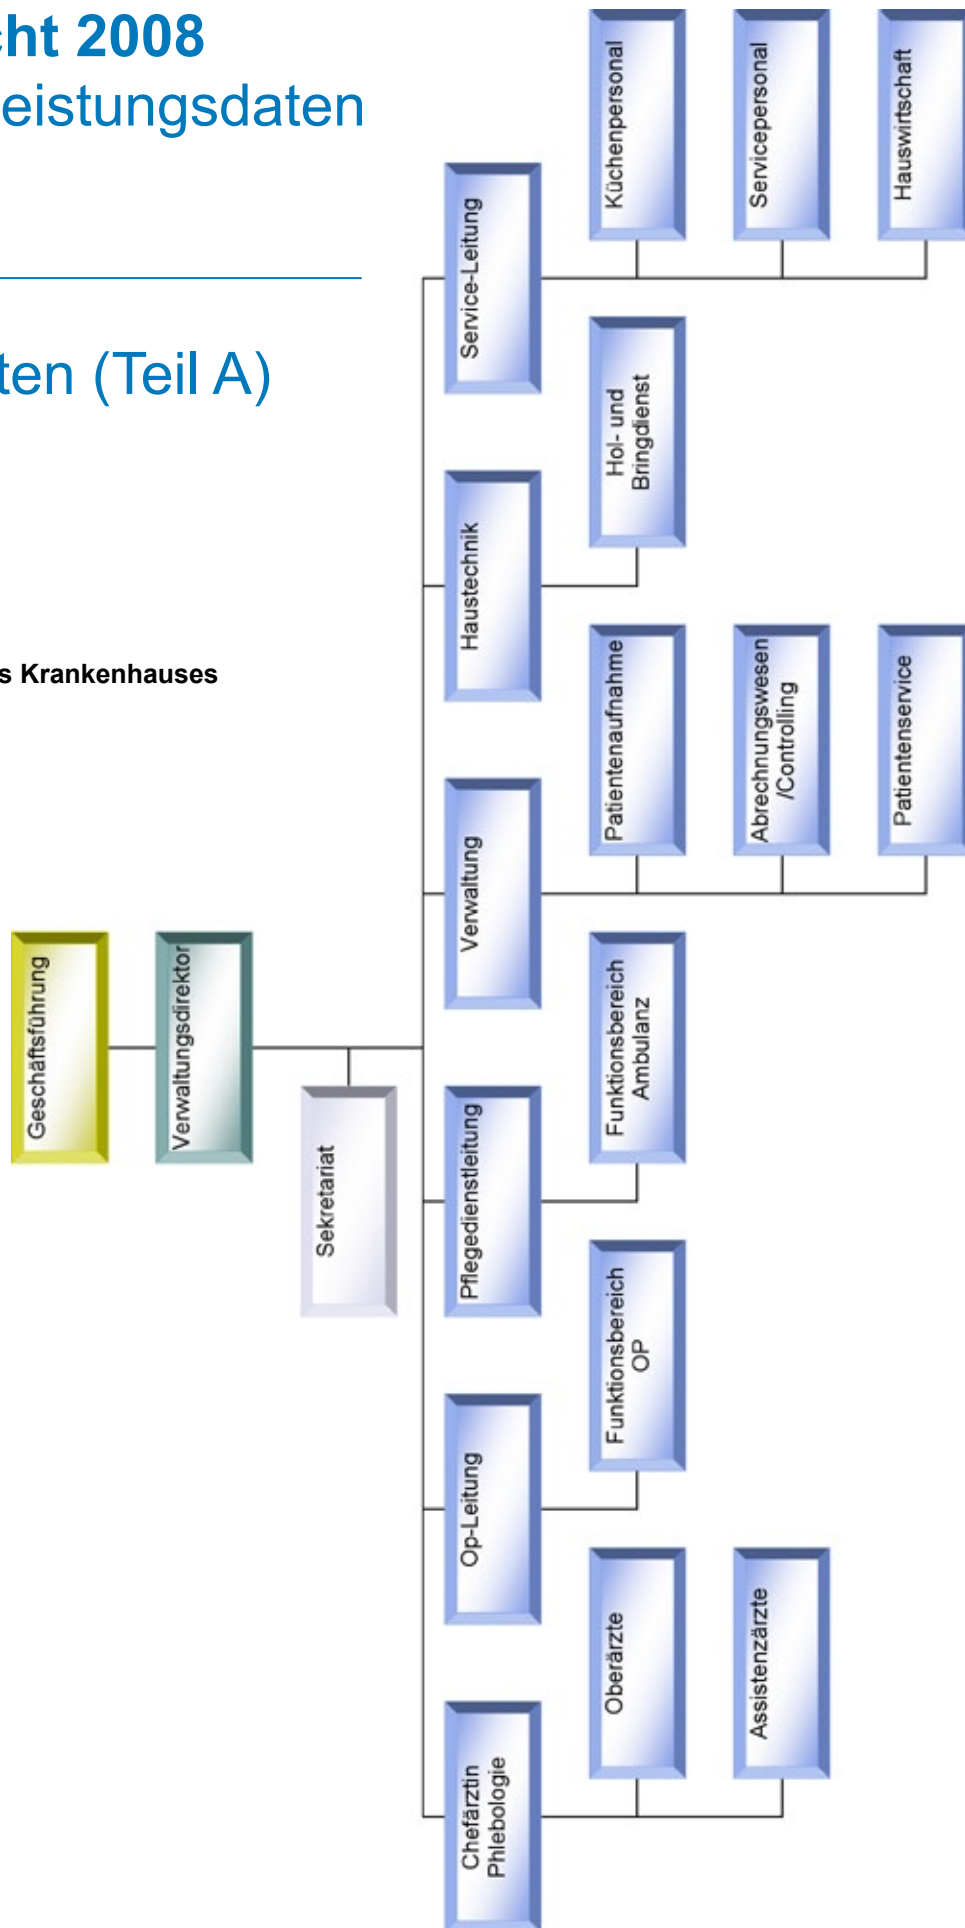 cht 2008
eistungsdaten
ten (Teil A)
s Krankenhauses
Geschäftsführung
Verwaltungsdirektor
Sekretariat
Chefärztin
Phlebologie
Op-Leitung
Pflegedienstleitung
Verwaltung
Haustechnik
Service-Leitung
Oberärzte
Funktionsbereich
OP
Funktionsbereich
Ambulanz
Patientenaufnahme
Hol- und
Bringdienst
Küchenpersonal
Assistenzärzte
Abrechnungswesen
/Controlling
Servicepersonal
Patientenservice
Hauswirtschaft